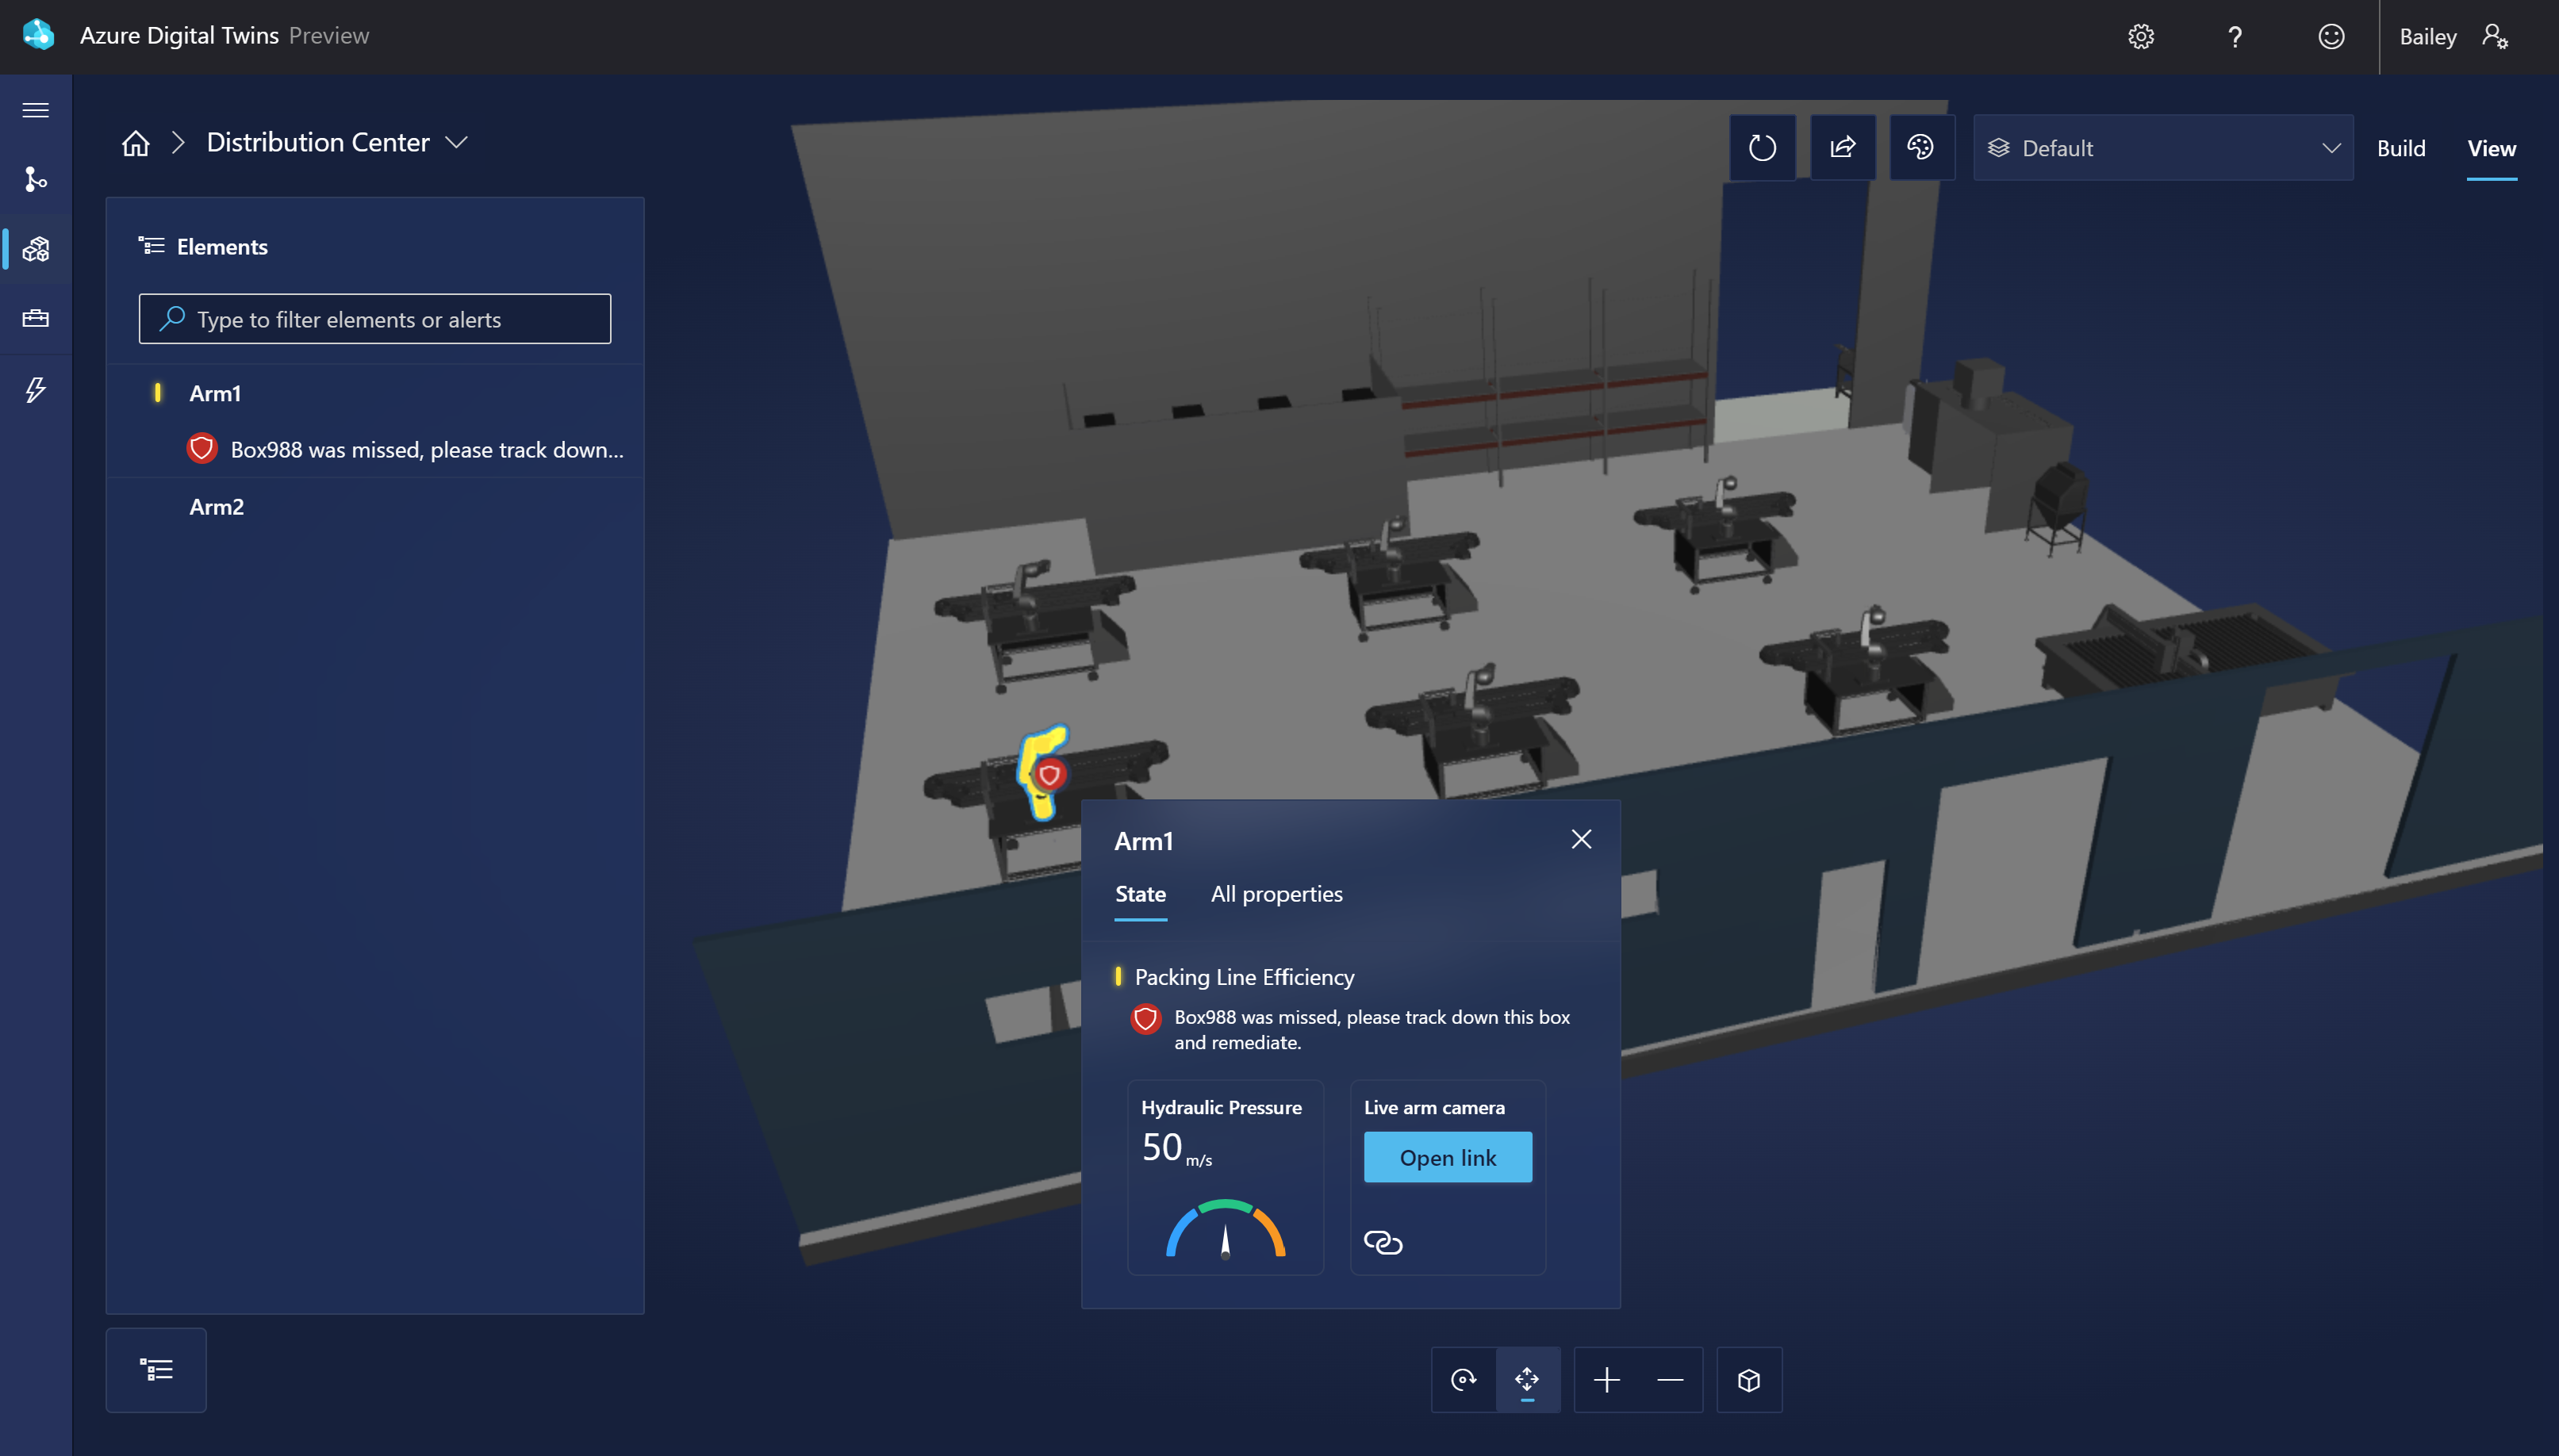 Azure Digital Twins Preview
Bailey
Distribution Center
Default
Build
View
Elements
Type to filter elements or alerts
Arm1
Box988 was missed, please track down...
Arm2
Arm1
State
All properties
Packing Line Efficiency
Box988 was missed, please track down this box
and remediate.
Hydraulic Pressure
50 m/s
Live arm camera
Open link